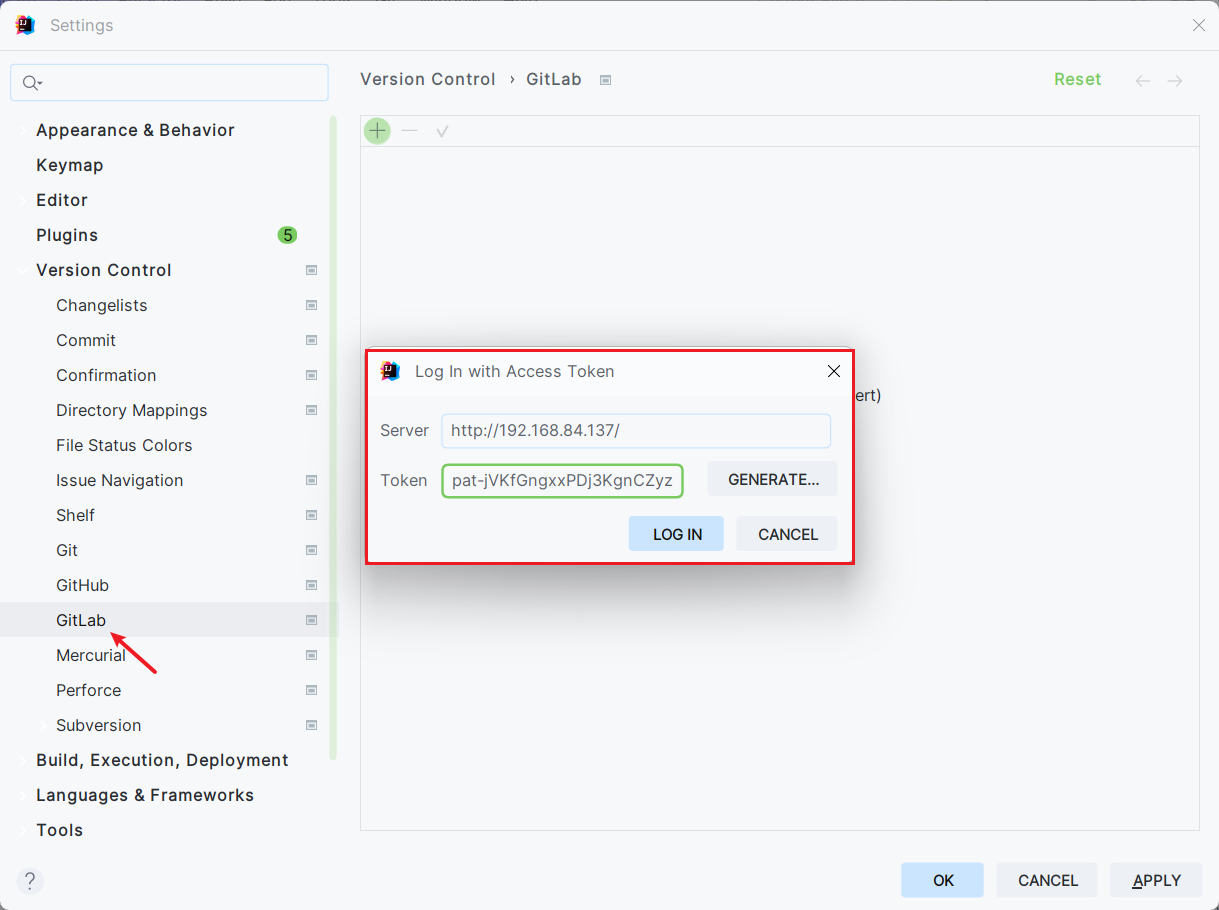 Settings
Version Control › GitLab
Reset
Appearance & Behavior
Keymap
Editor
Plugins 5
Version Control
Changelists
Commit
Confirmation
Directory Mappings
File Status Colors
Issue Navigation
Shelf
Git
GitHub
GitLab
Mercurial
Perforce
Subversion
Build, Execution, Deployment
Languages & Frameworks
Tools
ert)
Log In with Access Token
Server http://192.168.84.137/
Token pat-jVKfGngxxPDj3KgnCZyz GENERATE...
LOG IN CANCEL
? OK CANCEL APPLY